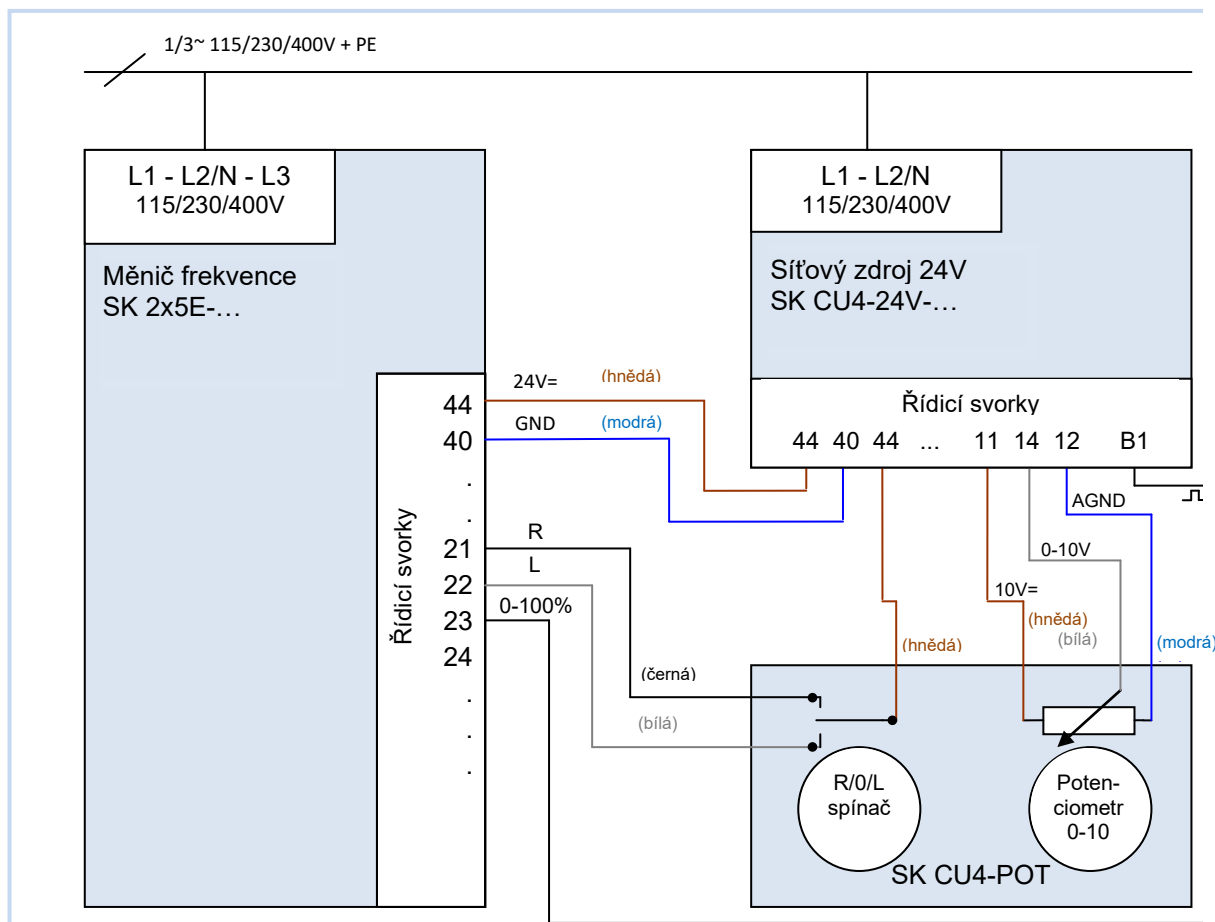 1/3~ 115/230/400V + PE
L1 - L2/N - L3
115/230/400V
Měnič frekvence
SK 2x5E-…
L1 - L2/N
115/230/400V
Síťový zdroj 24V
SK CU4-24V-…
Řídicí svorky
44 40 44 ... 11 14 12 B1
Řídicí svorky
44
40
.
.
21
22
23
24
.
.
.
24V=
(hnědá)
GND
(modrá)
R
L
0-100%
(černá)
(bílá)
(hnědá)
AGND
0-10V
10V=
(hnědá)
(bílá)
(modrá)
R/0/L
spínač
Poten-
ciometr
0-10
SK CU4-POT